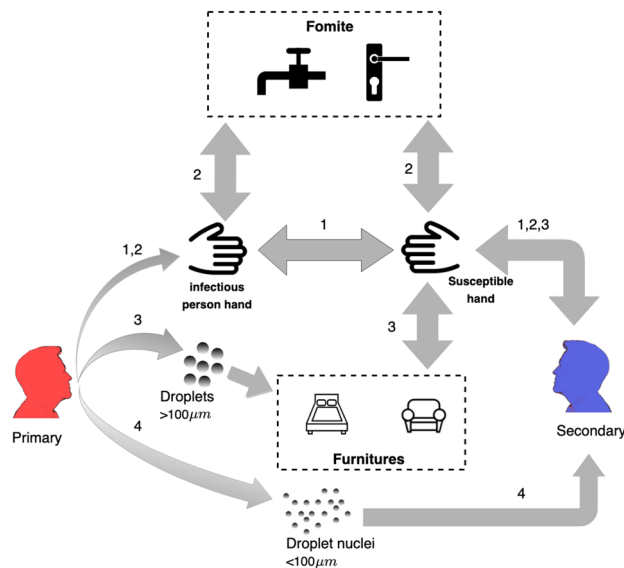 Fomite
2
2
1
1,2,3
1,2
infectious
person hand
Susceptible
hand
3
3
Droplets
>100μm
4
Primary
Furnitures
Secondary
4
Droplet nuclei
<100μm